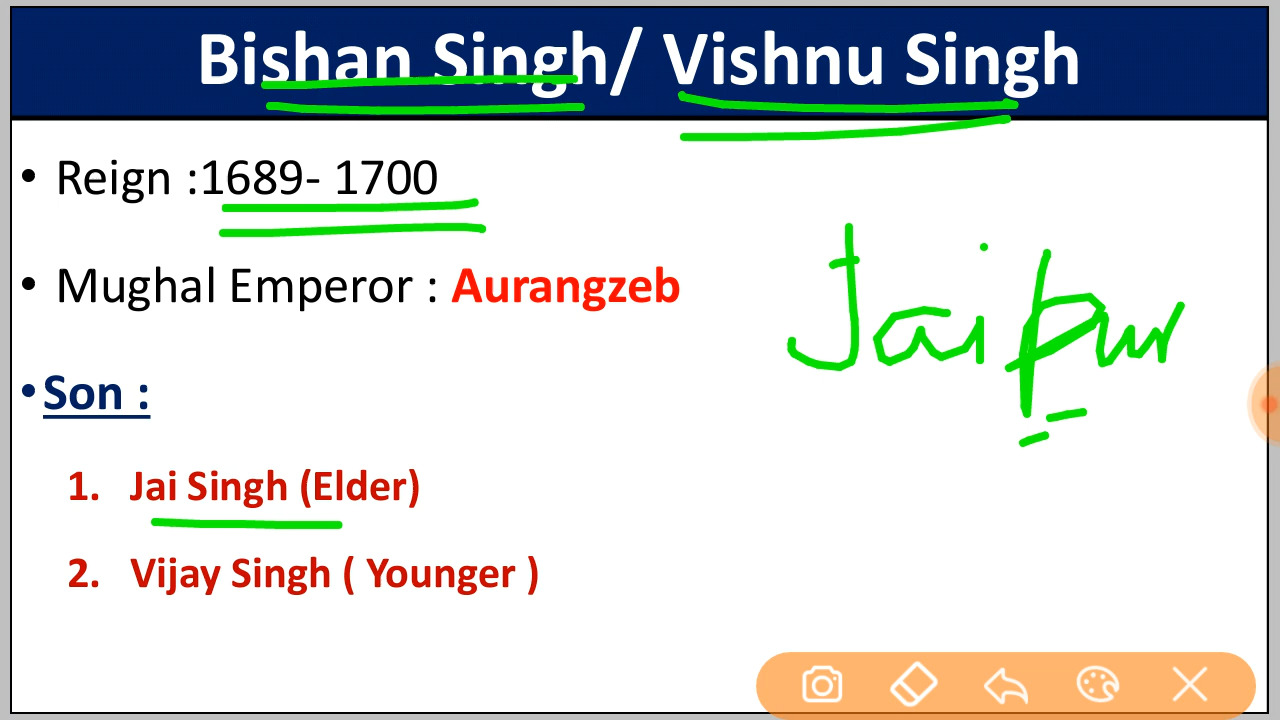 Bishan Singh/ Vishnu Singh
• Reign :1689- 1700
• Mughal Emperor : Aurangzeb
Jaipur
• Son :
1. Jai Singh (Elder)
2. Vijay Singh ( Younger )